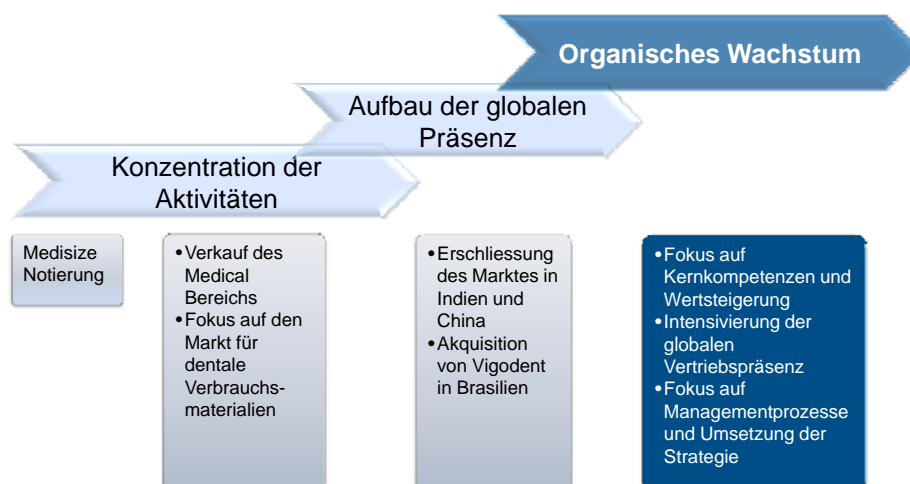 Organisches Wachstum
Aufbau der globalen
Präsenz
Konzentration der
Aktivitäten
Medisize
Notierung
•Verkauf des
Medical
Bereichs
•Fokus auf den
Markt für
dentale
Verbrauchs-
materialien
•Erschliessung
des Marktes in
Indien und
China
•Akquisition
von Vigodent
in Brasilien
•Fokus auf
Kernkompetenzen und
Wertsteigerung
•Intensivierung der
globalen
Vertriebspräsenz
•Fokus auf
Managementprozesse
und Umsetzung der
Strategie